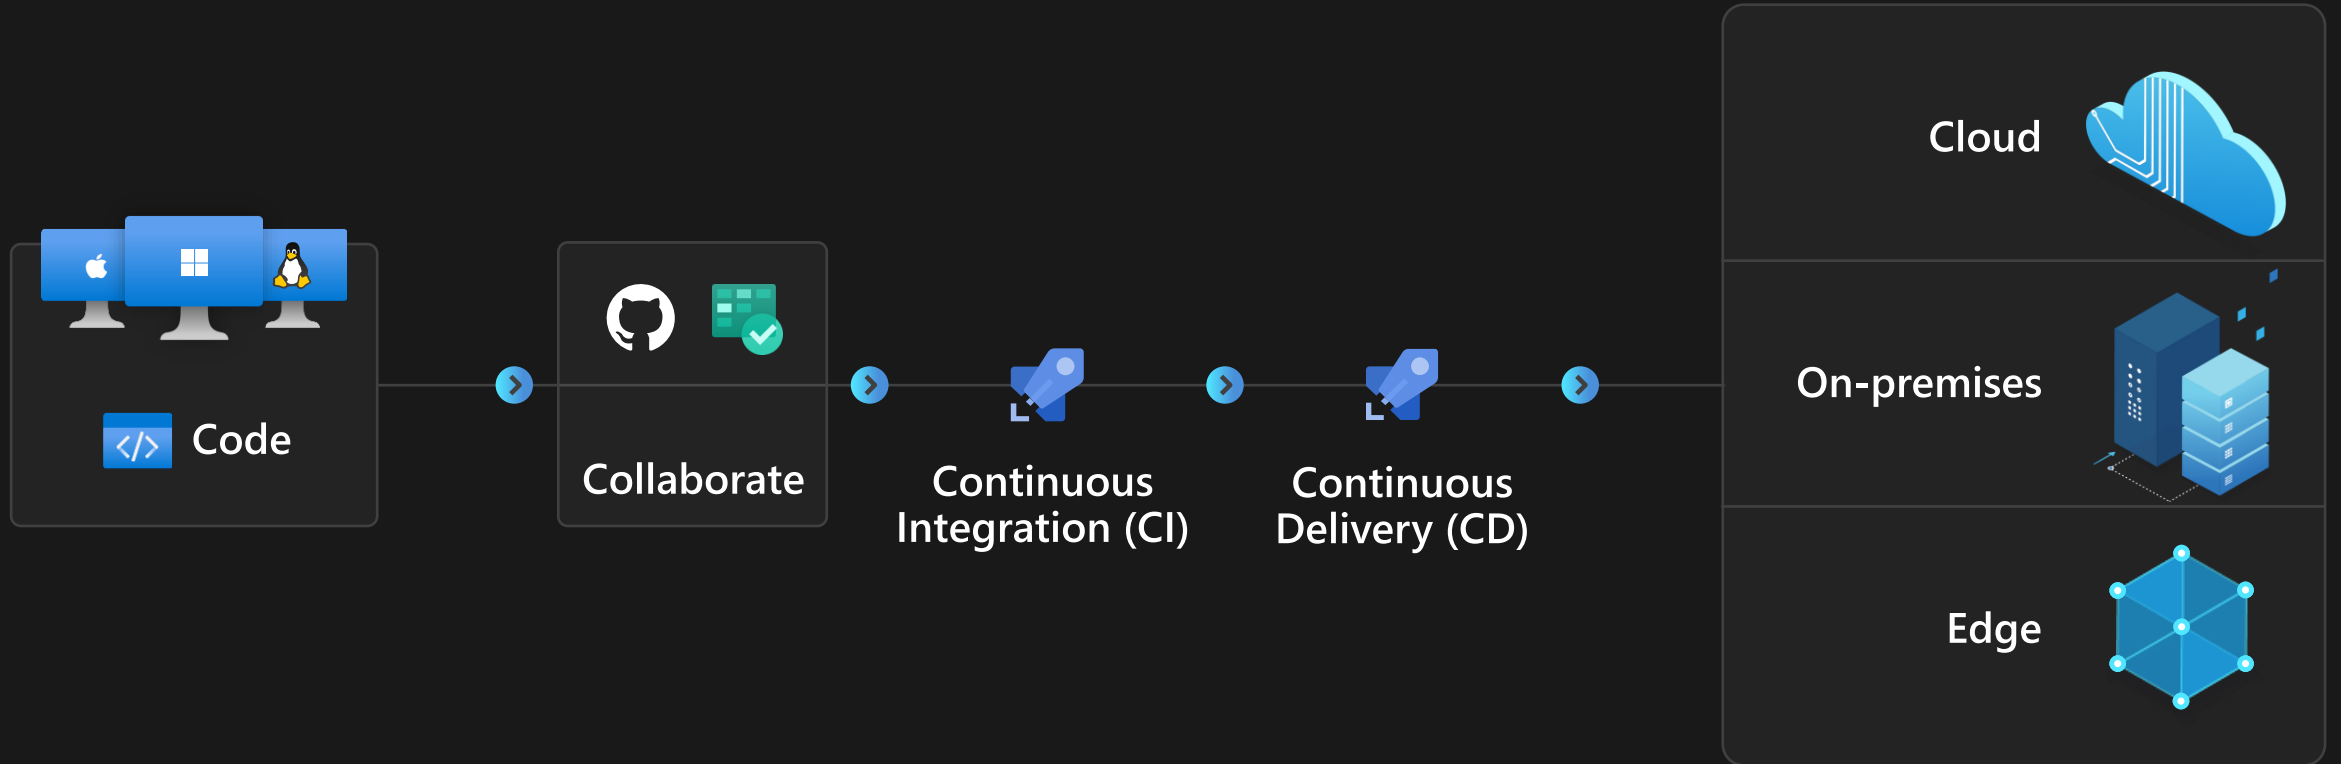 Code
Collaborate
Continuous
Integration (CI)
Continuous
Delivery (CD)
Cloud
On-premises
Edge